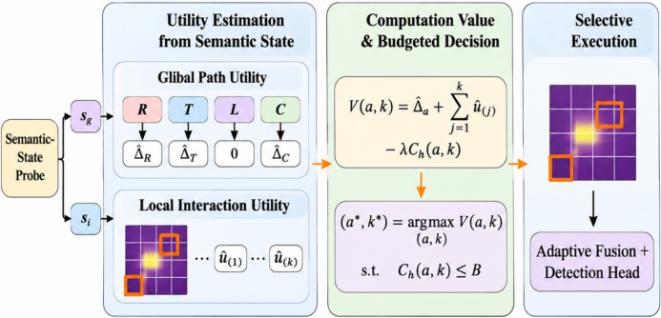 Utility Estimation
from Semantic State
Glibal Path Utility
R T L C
Δ̂_R Δ̂_T 0 Δ̂_C
Semantic-
State
Probe
s_g
s_i
Local Interaction Utility
... û_(1) ... û_(k)
Computation Value
& Budgeted Decision
V(a, k) = Δ̂_a + ∑_{j=1}^{k} û_(j)
− λC_h(a, k)
(a*, k*) = argmax V(a, k)
(a, k)
s.t. C_h(a, k) ≤ B
Selective
Execution
Adaptive Fusion +
Detection Head